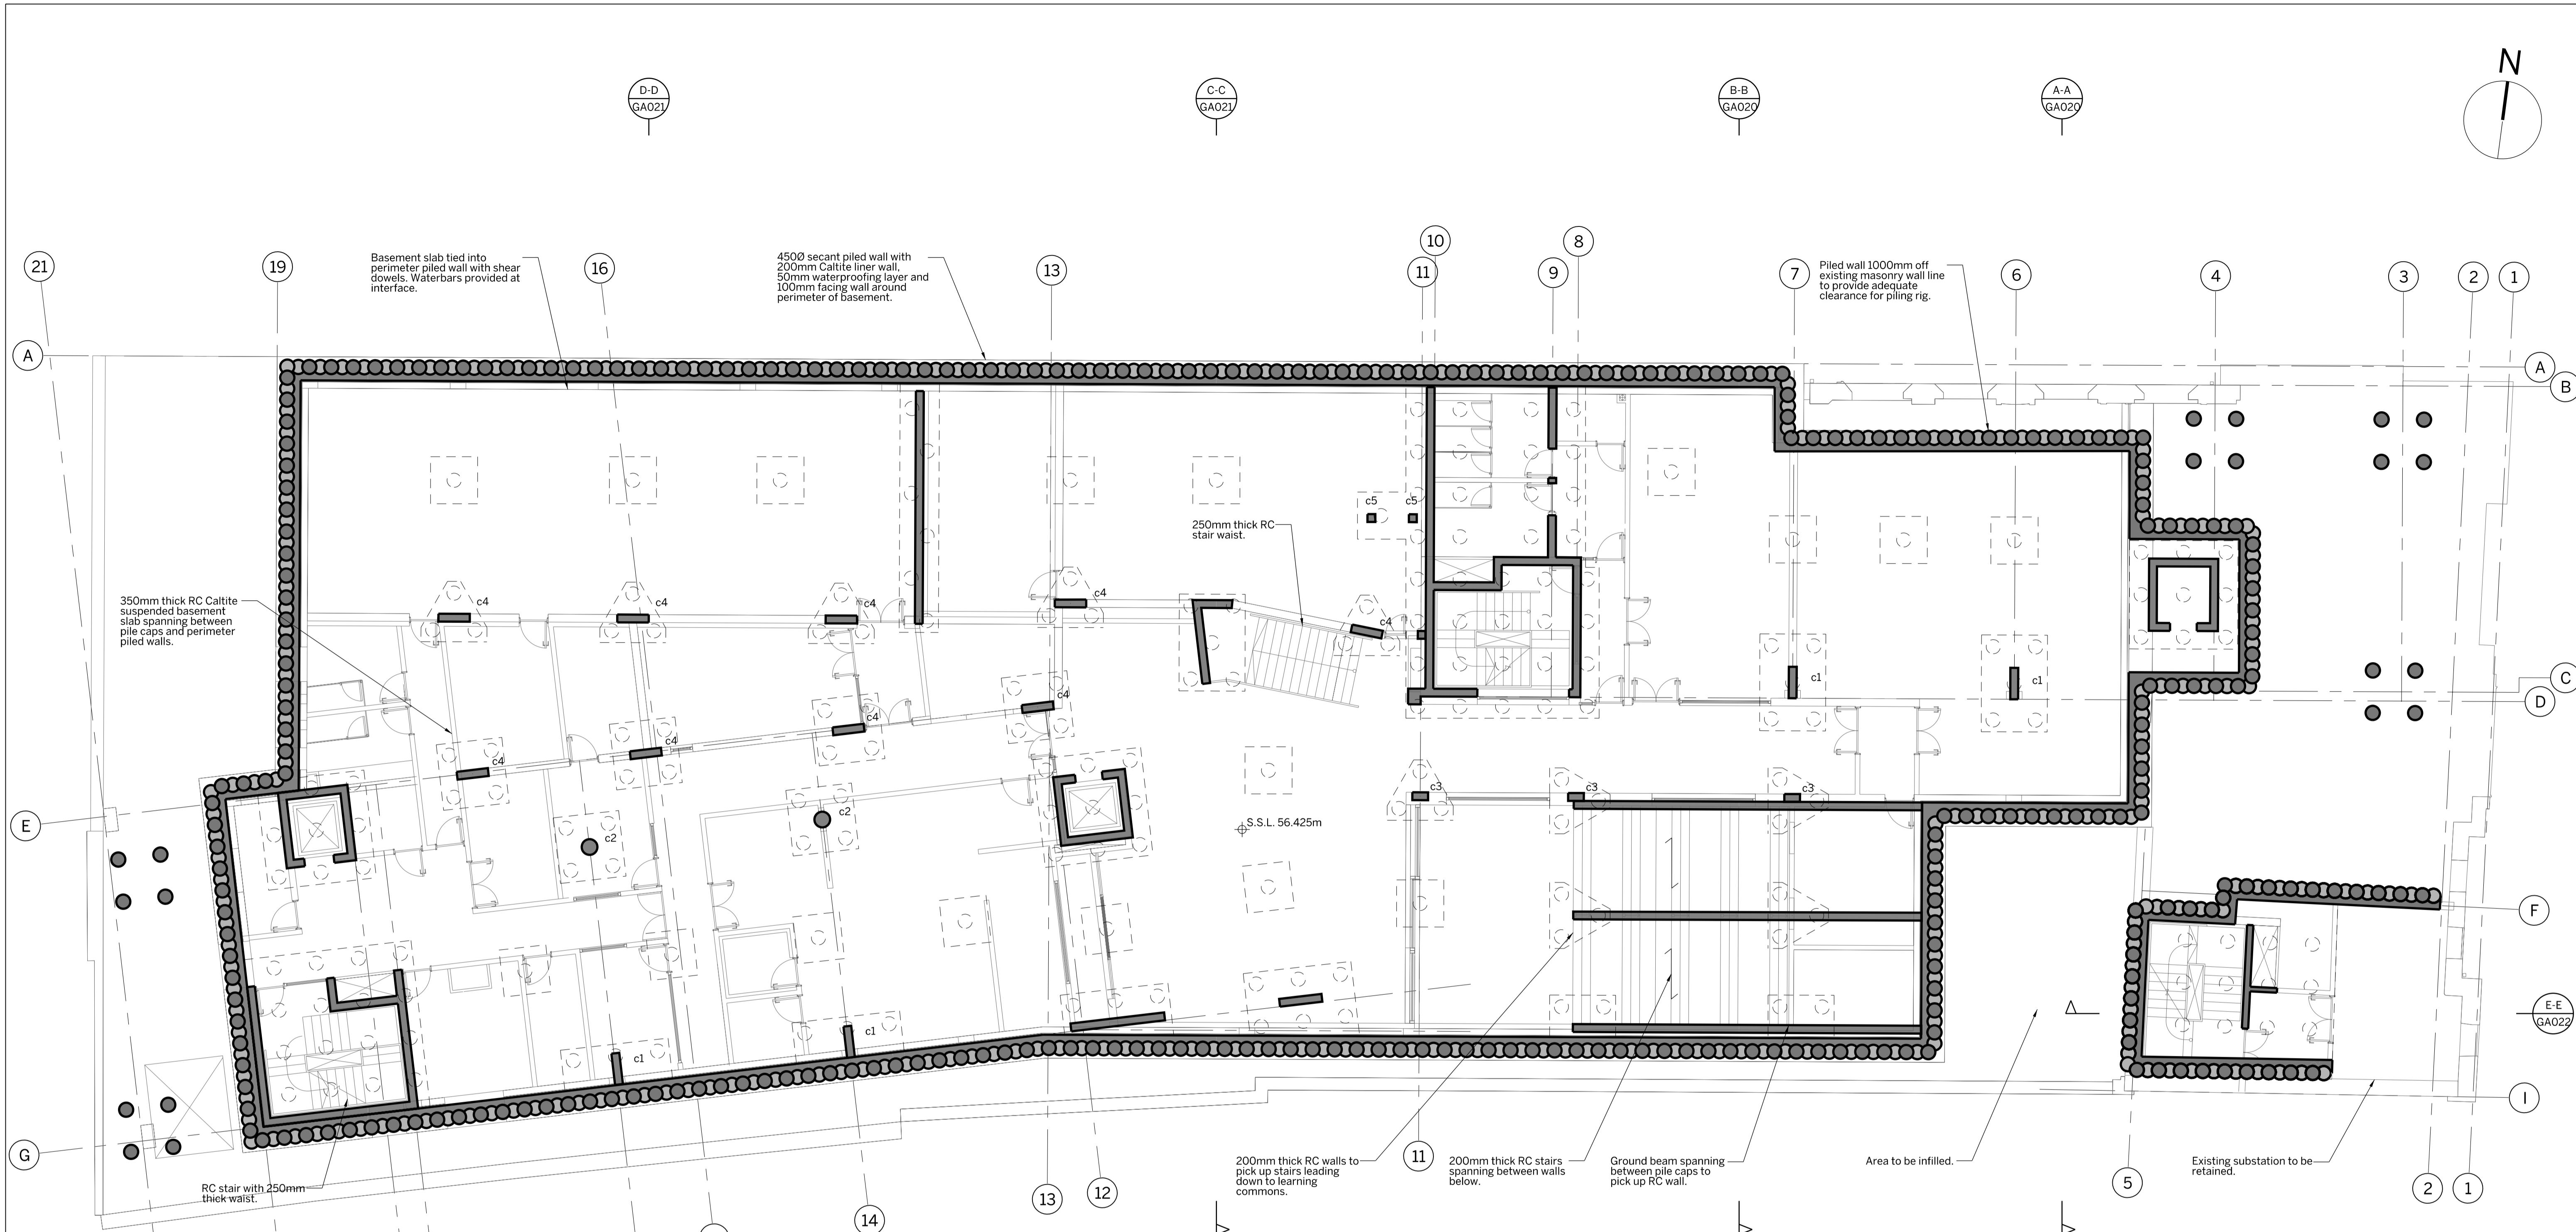 N
D-D
GA021
C-C
GA021
B-B
GA020
A-A
GA020
21
19
16
13
10
11
9
8
7
6
4
3
2
1
Basement slab tied into
perimeter piled wall with shear
dowels. Waterbars provided at
interface.
450Ø secant piled wall with
200mm Caltite liner wall,
50mm waterproofing layer and
100mm facing wall around
perimeter of basement.
Piled wall 1000mm off
existing masonry wall line
to provide adequate
clearance for piling rig.
A
A
B
c5
c5
250mm thick RC
stair waist.
350mm thick RC Caltite
suspended basement
slab spanning between
pile caps and perimeter
piled walls.
c4
c4
c4
c4
c4
c1
c1
C
D
c4
c4
c4
c4
c3
c3
c3
E
c2
c2
S.S.L. 56.425m
F
E-E
GA022
c1
c1
I
G
RC stair with 250mm
thick waist.
200mm thick RC walls to
pick up stairs leading
down to learning
commons.
200mm thick RC stairs
spanning between walls
below.
Ground beam spanning
between pile caps to
pick up RC wall.
Area to be infilled.
Existing substation to be
retained.
14
13
12
11
5
2
1